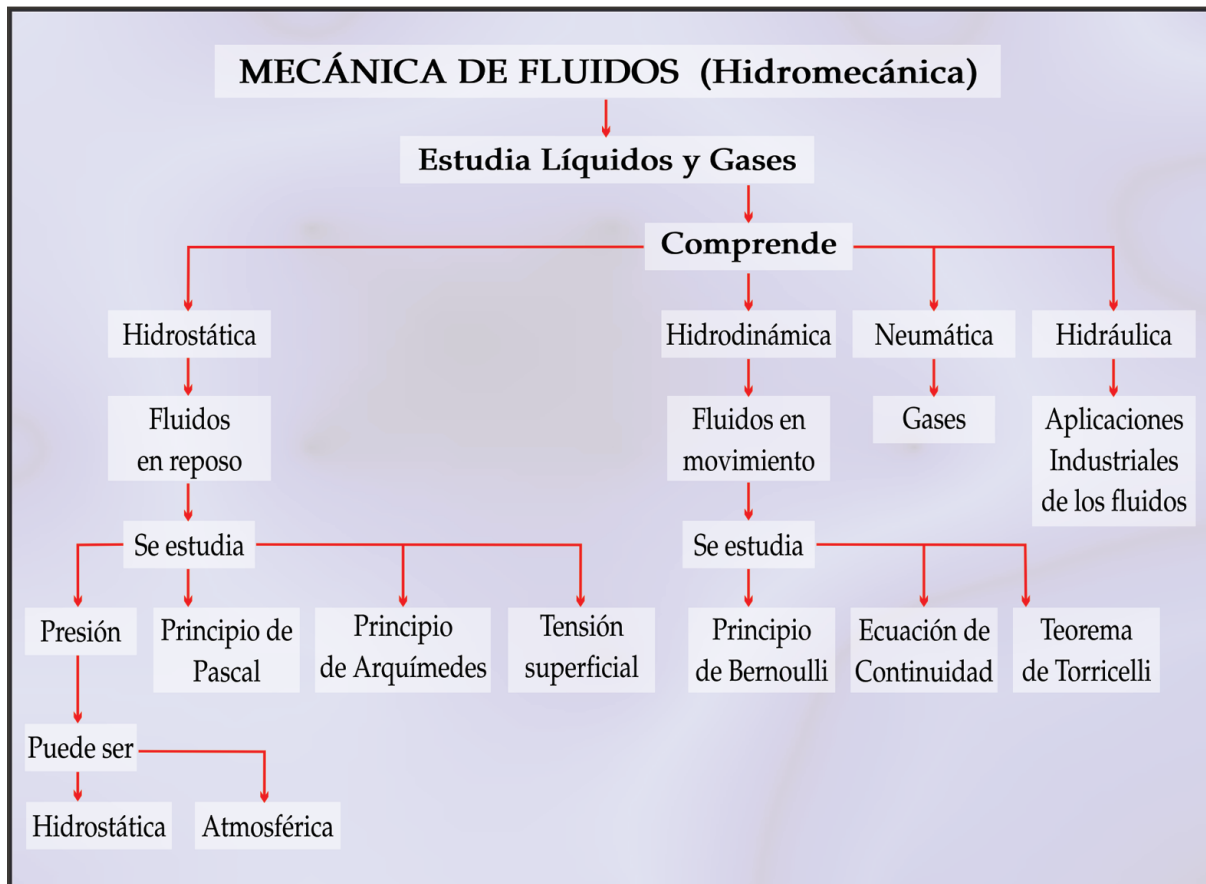 MECÁNICA DE FLUIDOS (Hidromecánica)
Estudia Líquidos y Gases
Comprende
Hidrostática
Hidrodinámica
Neumática
Hidráulica
Fluidos
en reposo
Fluidos en
movimiento
Gases
Aplicaciones
Industriales
de los fluidos
Se estudia
Se estudia
Presión
Principio de
Pascal
Principio
de Arquímedes
Tensión
superficial
Principio
de Bernoulli
Ecuación de
Continuidad
Teorema
de Torricelli
Puede ser
Hidrostática
Atmosférica